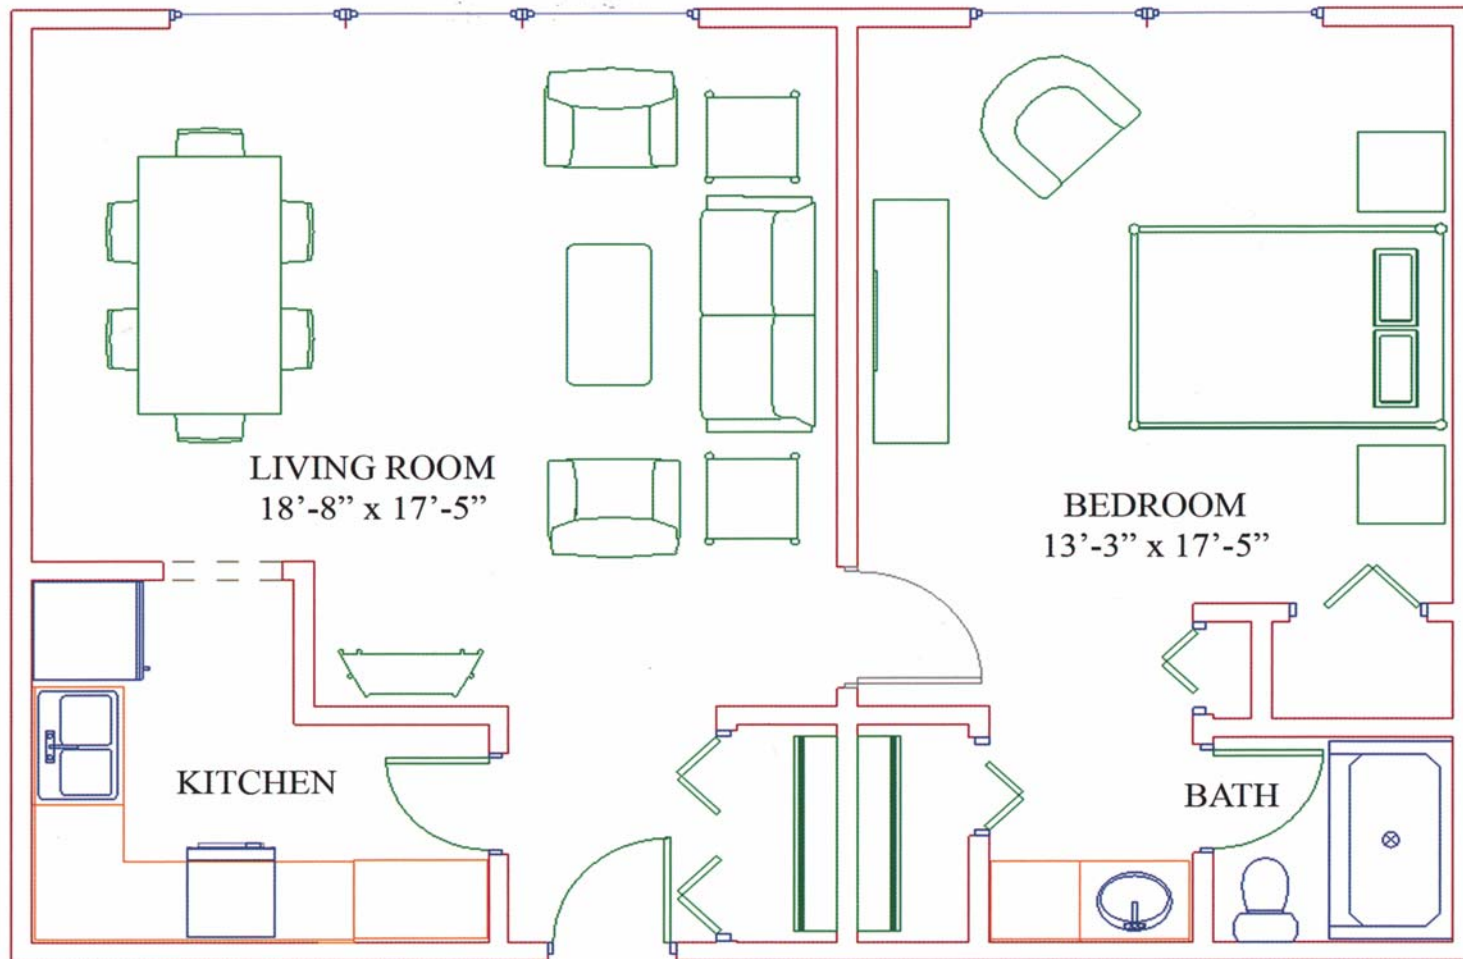 LIVING ROOM
18’-8” x 17’-5”
BEDROOM
13’-3” x 17’-5”
KITCHEN
BATH